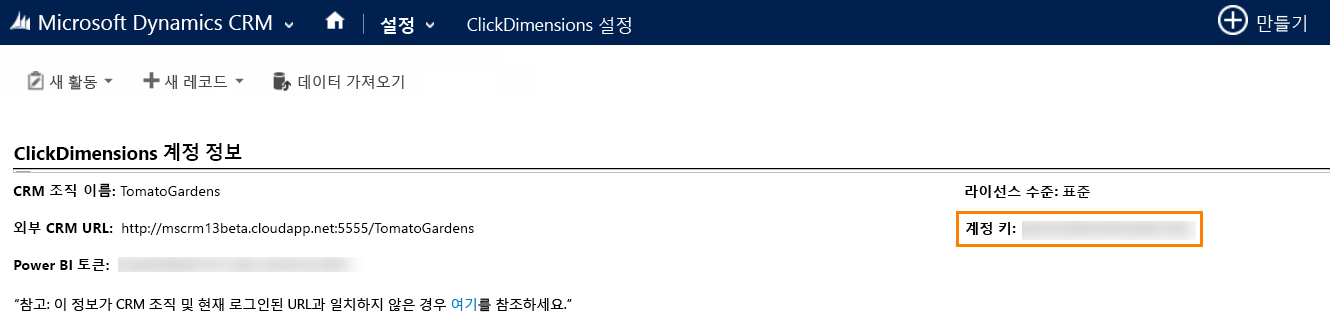 Microsoft Dynamics CRM 설정 ClickDimensions 설정 만들기
새 활동 새 레코드 데이터 가져오기
ClickDimensions 계정 정보
CRM 조직 이름: TomatoGardens 라이선스 수준: 표준
외부 CRM URL: http://mscrm13beta.cloudapp.net:5555/TomatoGardens 계정 키:
Power BI 토큰:
"참고: 이 정보가 CRM 조직 및 현재 로그인된 URL과 일치하지 않은 경우 여기를 참조하세요."